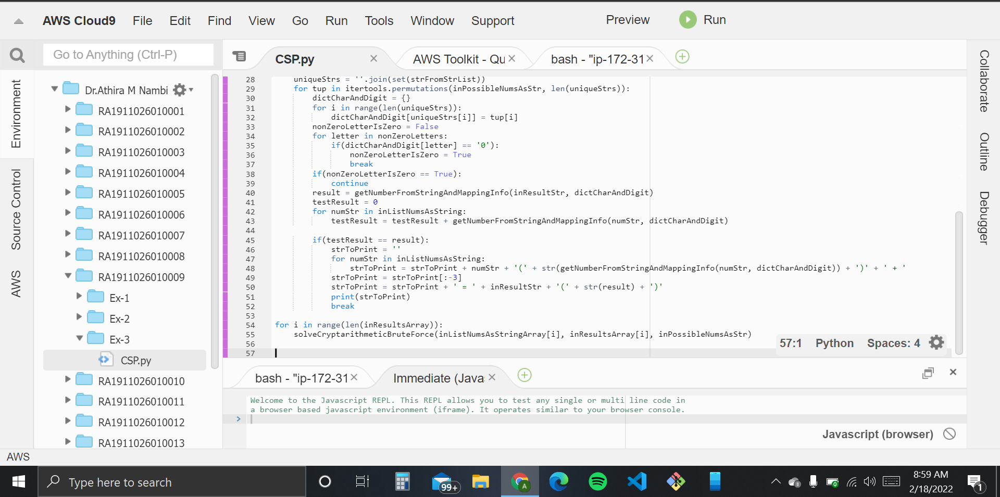 AWS Cloud9 File Edit Find View Go Run Tools Window Support Preview Run
Go to Anything (Ctrl-P)
CSP.py × AWS Toolkit - Qu × bash - "ip-172-31 ×
Environment
Source Control
AWS
Dr.Athira M Nambi
RA1911026010001
RA1911026010002
RA1911026010003
RA1911026010004
RA1911026010005
RA1911026010006
RA1911026010007
RA1911026010008
RA1911026010009
Ex-1
Ex-2
Ex-3
CSP.py
RA1911026010010
RA1911026010011
RA1911026010012
RA1911026010013
28 uniqueStrs = ''.join(set(strFromStrList))
29 for tup in itertools.permutations(inPossibleNumsAsStr, len(uniqueStrs)):
30 dictCharAndDigit = {}
31 for i in range(len(uniqueStrs)):
32 dictCharAndDigit[uniqueStrs[i]] = tup[i]
33 nonZeroLetterIsZero = False
34 for letter in nonZeroLetters:
35 if(dictCharAndDigit[letter] == '0'):
36 nonZeroLetterIsZero = True
37 break
38 if(nonZeroLetterIsZero == True):
39 continue
40 result = getNumberFromStringAndMappingInfo(inResultStr, dictCharAndDigit)
41 testResult = 0
42 for numStr in inListNumsAsString:
43 testResult = testResult + getNumberFromStringAndMappingInfo(numStr, dictCharAndDigit)
44
45 if(testResult == result):
46 strToPrint = ''
47 for numStr in inListNumsAsString:
48 strToPrint = strToPrint + numStr + '(' + str(getNumberFromStringAndMappingInfo(numStr, dictCharAndDigit)) + ')' + ' + '
49 strToPrint = strToPrint[:-3]
50 strToPrint = strToPrint + ' = ' + inResultStr + '(' + str(result) + ')'
51 print(strToPrint)
52 break
53
54 for i in range(len(inResultsArray)):
55 solveCryptarithmeticBruteForce(inListNumsAsStringArray[i], inResultsArray[i], inPossibleNumsAsStr)
56
57
57:1 Python Spaces: 4
Collaborate
Outline
Debugger
bash - "ip-172-31 × Immediate (Javas ×
Welcome to the Javascript REPL. This REPL allows you to test any single or multi line code in
a browser based javascript environment (iframe). It operates similar to your browser console.
>
Javascript (browser)
AWS
Type here to search
99+
A
8:59 AM
2/18/2022
1